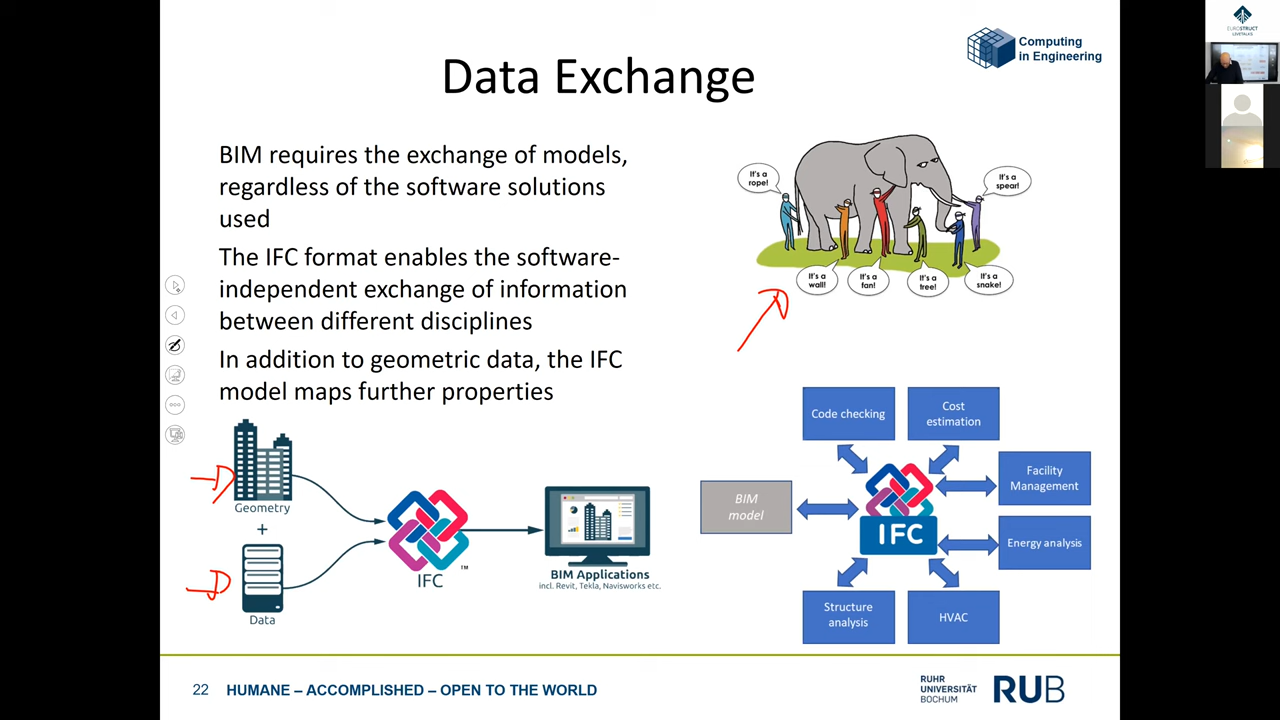 Computing
in Engineering
Data Exchange
BIM requires the exchange of models,
regardless of the software solutions
used
The IFC format enables the software-
independent exchange of information
between different disciplines
In addition to geometric data, the IFC
model maps further properties
It's a
rope!
It's a
spear!
It's a
wall!
It's a
fan!
It's a
tree!
It's a
snake!
Geometry
+
Data
IFC
TM
BIM Applications
incl. Revit, Tekla, Navisworks etc.
Code checking
Cost
estimation
Facility
Management
BIM
model
IFC
Energy analysis
Structure
analysis
HVAC
22
HUMANE – ACCOMPLISHED – OPEN TO THE WORLD
RUHR
UNIVERSITÄT
BOCHUM
RUB
EUROSTRUCT
LIVETALKS